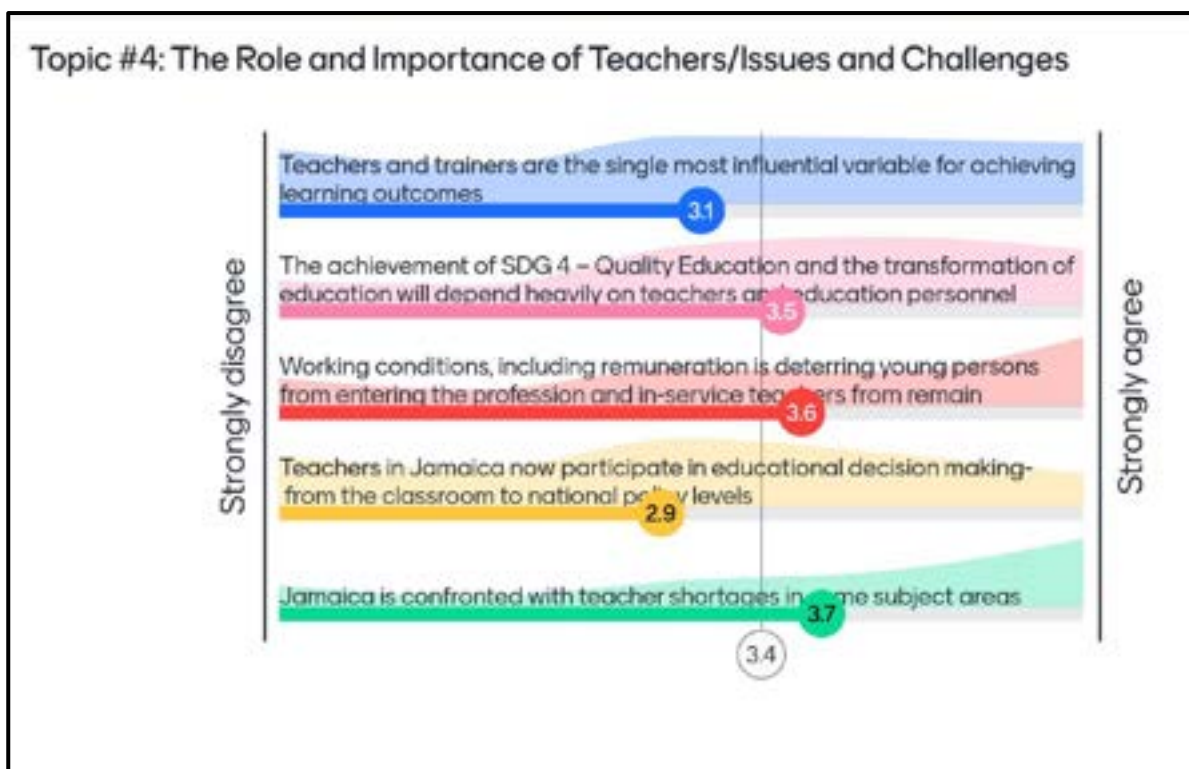 Topic #4: The Role and Importance of Teachers/Issues and Challenges
Strongly disagree
Teachers and trainers are the single most influential variable for achieving
learning outcomes
3.1
The achievement of SDG 4 – Quality Education and the transformation of
education will depend heavily on teachers and education personnel
3.5
Working conditions, including remuneration is deterring young persons
from entering the profession and in-service teachers from remain
3.6
Teachers in Jamaica now participate in educational decision making-
from the classroom to national policy levels
2.9
Jamaica is confronted with teacher shortages in some subject areas
3.7
3.4
Strongly agree